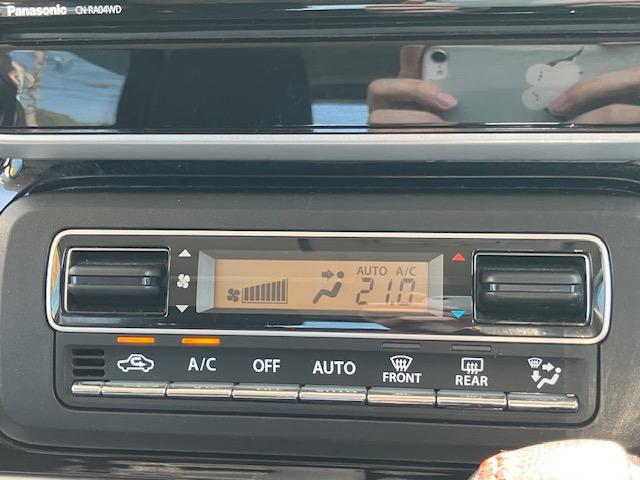 Panasonic CN-RA04WD
AUTO A/C
21.0
A/C OFF AUTO FRONT REAR